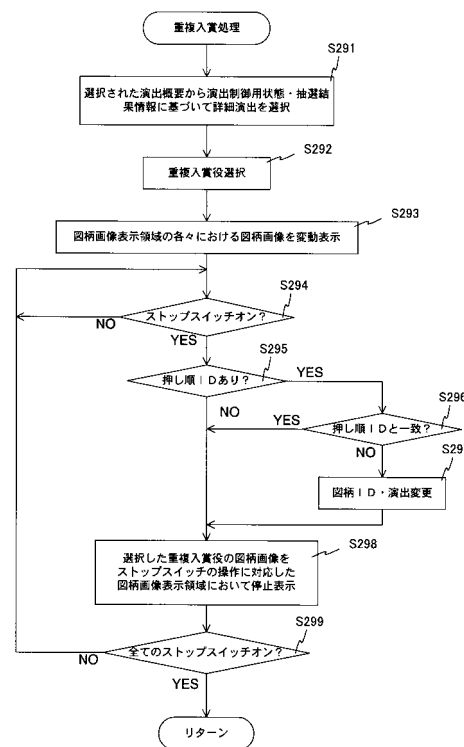 重複入賞処理
S291
選択された演出概要から演出制御用状態・抽選結
果情報に基づいて詳細演出を選択
S292
重複入賞役選択
S293
図柄画像表示領域の各々における図柄画像を変動表示
S294
ストップスイッチオン?
NO
YES
S295
押し順IDあり?
YES
NO
S296
押し順IDと一致?
YES
NO
S29
図柄ID・演出変更
S298
選択した重複入賞役の図柄画像を
ストップスイッチの操作に対応した
図柄画像表示領域において停止表示
S299
全てのストップスイッチオン?
NO
YES
リターン